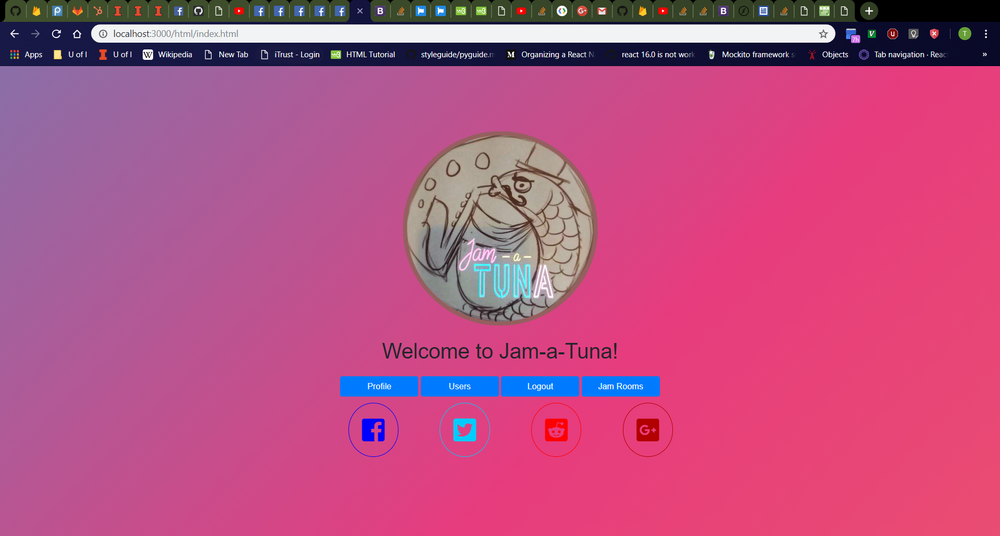 localhost:3000/html/index.html
7h
T
Apps
U of I
U of I
Wikipedia
New Tab
iTrust - Login
HTML Tutorial
styleguide/pyguide.m
Organizing a React N
react 16.0 is not work
Mockito framework si
Objects
Tab navigation · Reac
»
Jam
-a-
TUNA
Welcome to Jam-a-Tuna!
Profile
Users
Logout
Jam Rooms